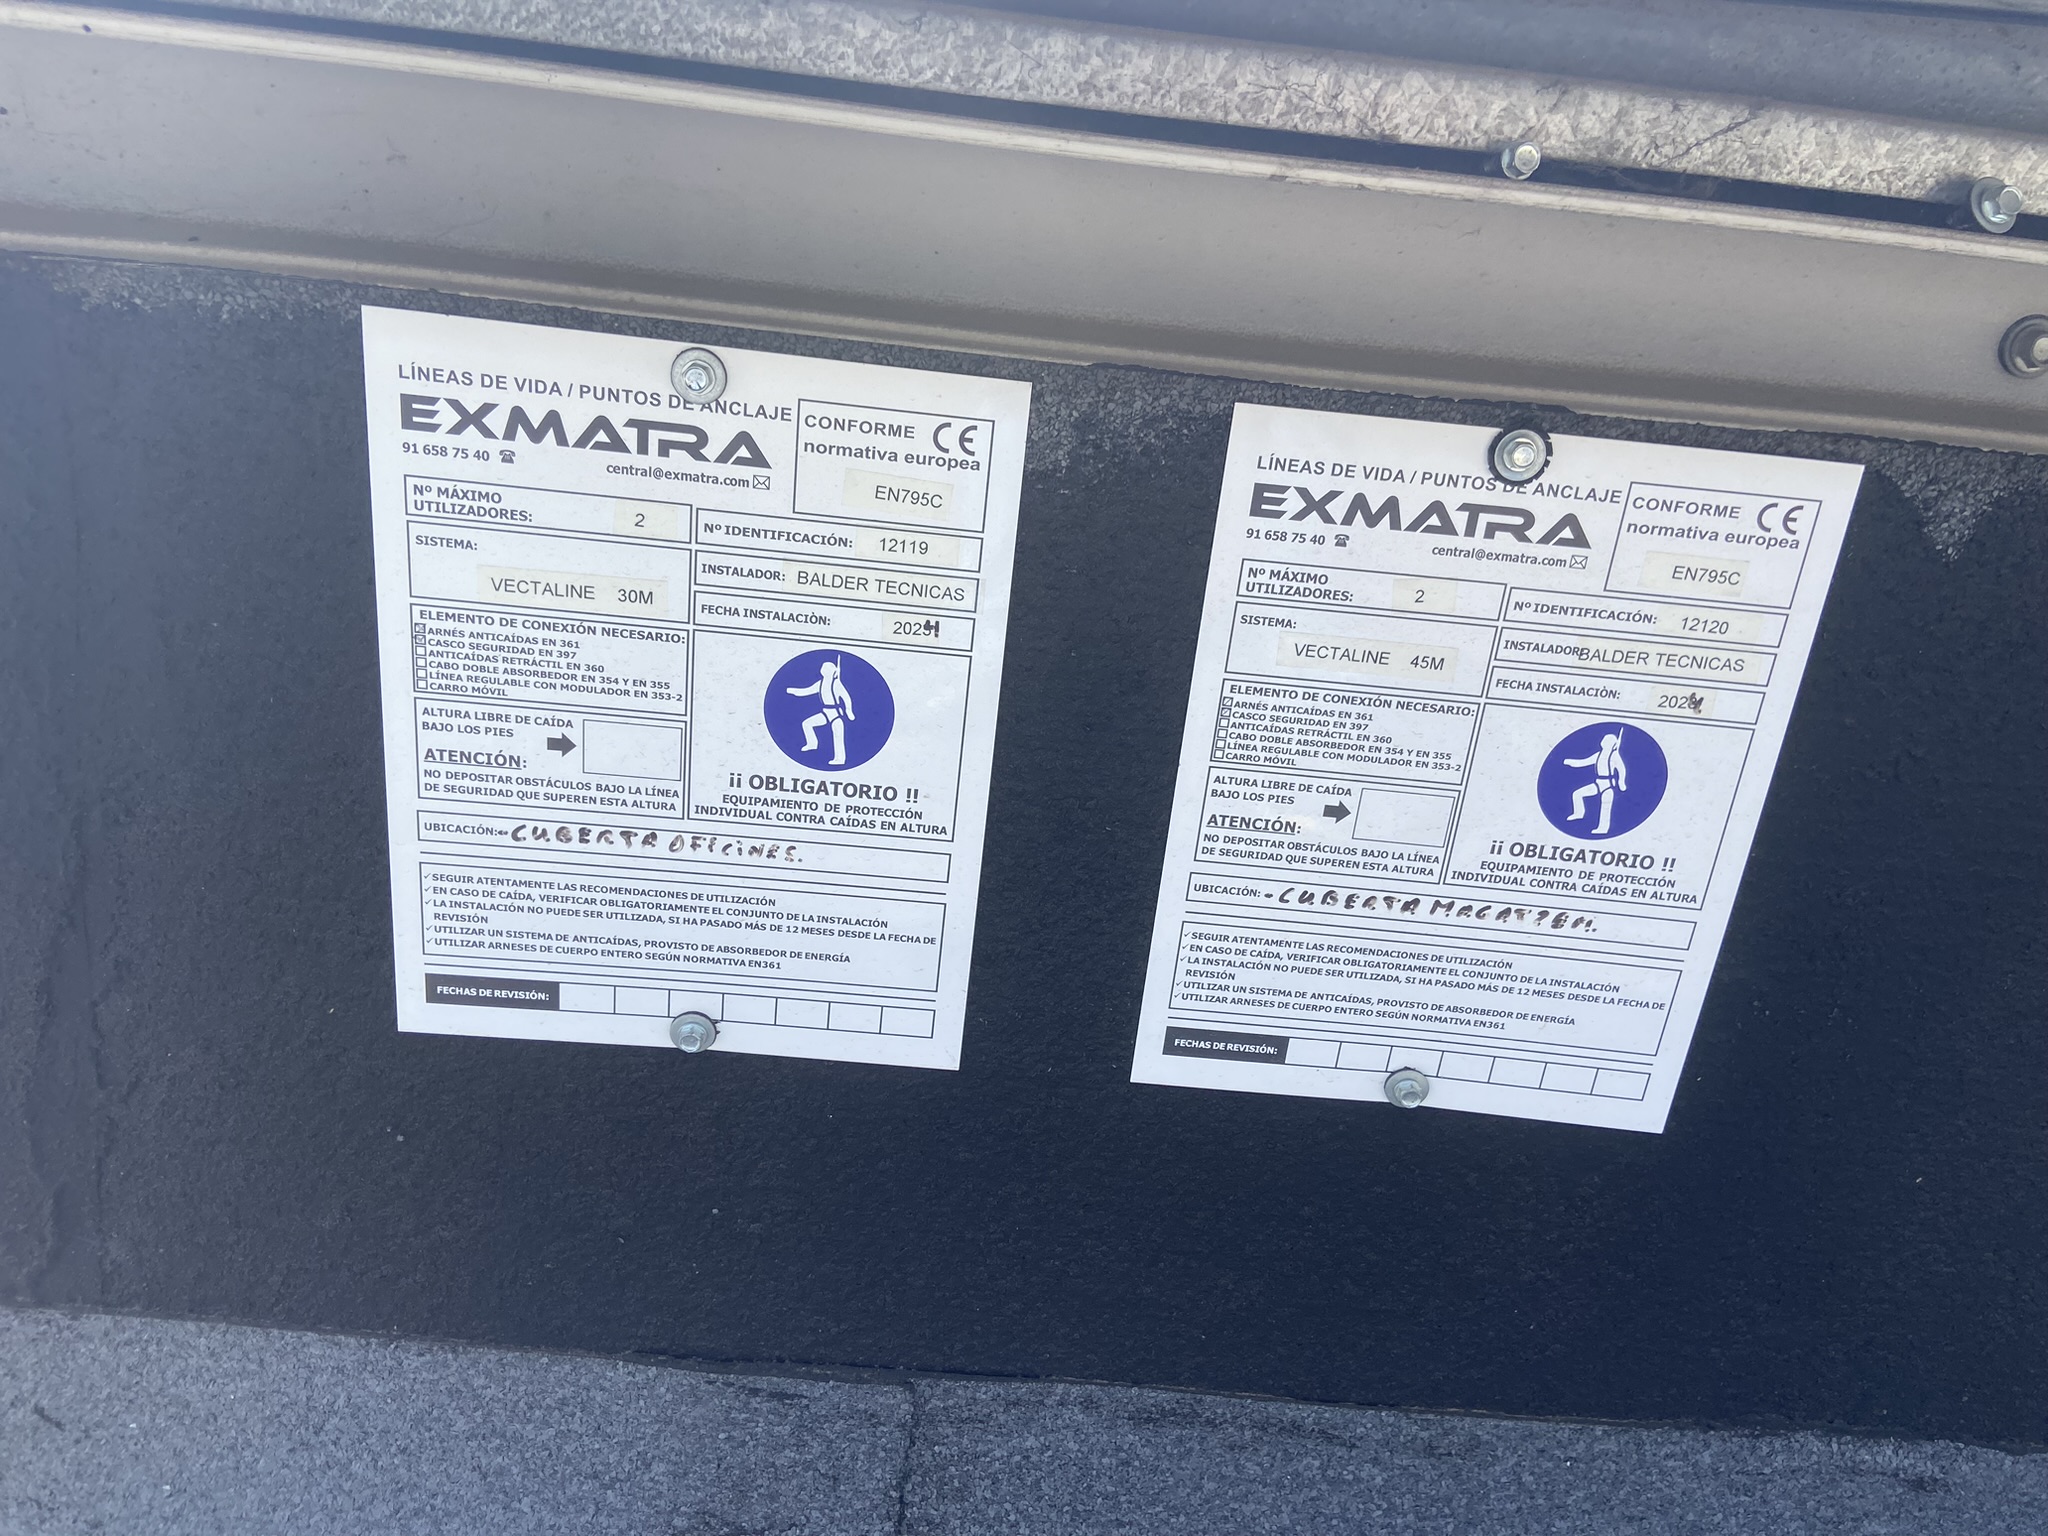 LÍNEAS DE VIDA / PUNTOS DE ANCLAJE
EXMATRA
91 658 75 40
central@exmatra.com
CONFORME CE
normativa europea
EN795C
Nº MÁXIMO
UTILIZADORES: 2
Nº IDENTIFICACIÓN: 12119
SISTEMA:
VECTALINE 30M
INSTALADOR: BALDER TECNICAS
FECHA INSTALACIÒN: 2024
ELEMENTO DE CONEXIÓN NECESARIO:
ARNÉS ANTICAÍDAS EN 361
CASCO SEGURIDAD EN 397
ANTICAÍDAS RETRÁCTIL EN 360
CABO DOBLE ABSORBEDOR EN 354 Y EN 355
LÍNEA REGULABLE CON MODULADOR EN 353-2
CARRO MÓVIL
ALTURA LIBRE DE CAÍDA
BAJO LOS PIES
ATENCIÓN:
NO DEPOSITAR OBSTÁCULOS BAJO LA LÍNEA
DE SEGURIDAD QUE SUPEREN ESTA ALTURA
¡¡ OBLIGATORIO !!
EQUIPAMIENTO DE PROTECCIÓN
INDIVIDUAL CONTRA CAÍDAS EN ALTURA
UBICACIÓN:- CUBERTA OFICINES.
✓SEGUIR ATENTAMENTE LAS RECOMENDACIONES DE UTILIZACIÓN
✓EN CASO DE CAÍDA, VERIFICAR OBLIGATORIAMENTE EL CONJUNTO DE LA INSTALACIÓN
✓LA INSTALACIÓN NO PUEDE SER UTILIZADA, SI HA PASADO MÁS DE 12 MESES DESDE LA FECHA DE
REVISIÓN
✓UTILIZAR UN SISTEMA DE ANTICAÍDAS, PROVISTO DE ABSORBEDOR DE ENERGÍA
✓UTILIZAR ARNESES DE CUERPO ENTERO SEGÚN NORMATIVA EN361
FECHAS DE REVISIÓN:
LÍNEAS DE VIDA / PUNTOS DE ANCLAJE
EXMATRA
91 658 75 40
central@exmatra.com
CONFORME CE
normativa europea
EN795C
Nº MÁXIMO
UTILIZADORES: 2
Nº IDENTIFICACIÓN: 12120
SISTEMA:
VECTALINE 45M
INSTALADOR: BALDER TECNICAS
FECHA INSTALACIÒN: 2024
ELEMENTO DE CONEXIÓN NECESARIO:
ARNÉS ANTICAÍDAS EN 361
CASCO SEGURIDAD EN 397
ANTICAÍDAS RETRÁCTIL EN 360
CABO DOBLE ABSORBEDOR EN 354 Y EN 355
LÍNEA REGULABLE CON MODULADOR EN 353-2
CARRO MÓVIL
ALTURA LIBRE DE CAÍDA
BAJO LOS PIES
ATENCIÓN:
NO DEPOSITAR OBSTÁCULOS BAJO LA LÍNEA
DE SEGURIDAD QUE SUPEREN ESTA ALTURA
¡¡ OBLIGATORIO !!
EQUIPAMIENTO DE PROTECCIÓN
INDIVIDUAL CONTRA CAÍDAS EN ALTURA
UBICACIÓN: - CUBERTA MAGATZEM.
✓SEGUIR ATENTAMENTE LAS RECOMENDACIONES DE UTILIZACIÓN
✓EN CASO DE CAÍDA, VERIFICAR OBLIGATORIAMENTE EL CONJUNTO DE LA INSTALACIÓN
✓LA INSTALACIÓN NO PUEDE SER UTILIZADA, SI HA PASADO MÁS DE 12 MESES DESDE LA FECHA DE
REVISIÓN
✓UTILIZAR UN SISTEMA DE ANTICAÍDAS, PROVISTO DE ABSORBEDOR DE ENERGÍA
✓UTILIZAR ARNESES DE CUERPO ENTERO SEGÚN NORMATIVA EN361
FECHAS DE REVISIÓN: